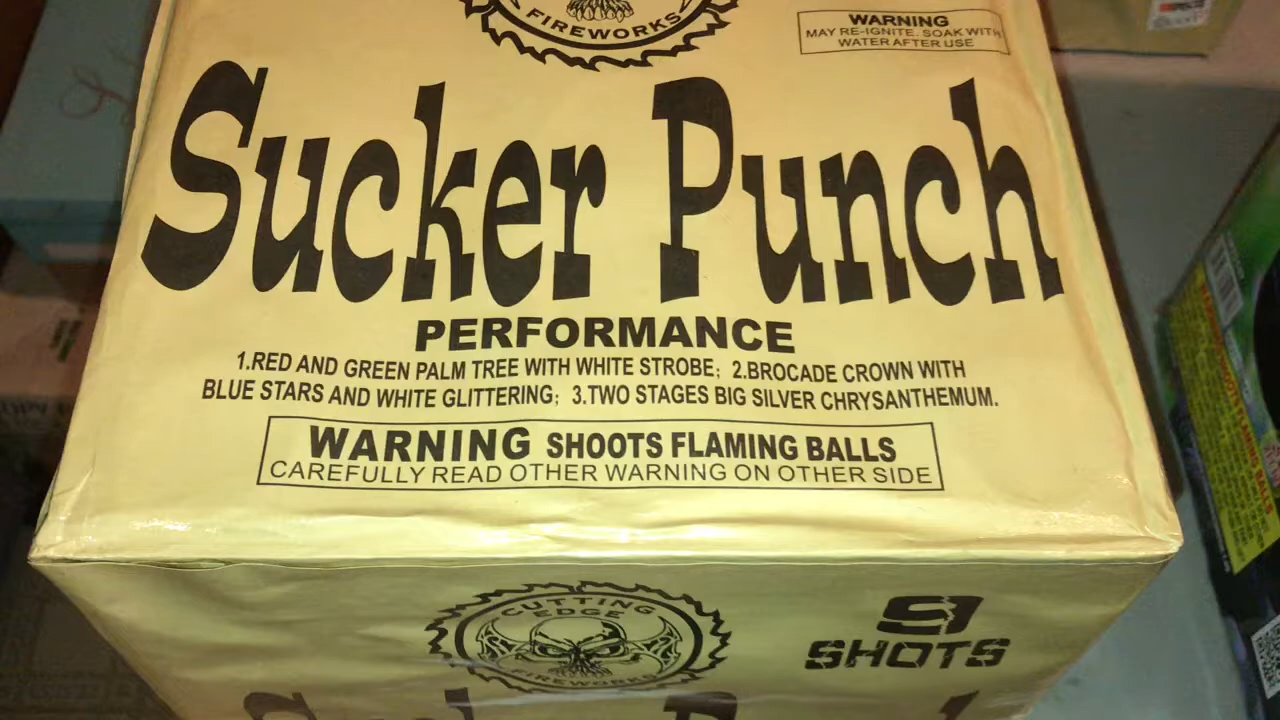 FIREWORKS
WARNING
MAY RE-IGNITE. SOAK WITH
WATER AFTER USE
Sucker Punch
PERFORMANCE
1.RED AND GREEN PALM TREE WITH WHITE STROBE; 2.BROCADE CROWN WITH
BLUE STARS AND WHITE GLITTERING; 3.TWO STAGES BIG SILVER CHRYSANTHEMUM.
WARNING SHOOTS FLAMING BALLS
CAREFULLY READ OTHER WARNING ON OTHER SIDE
CUTTING
EDGE
FIREWORKS
9
SHOTS